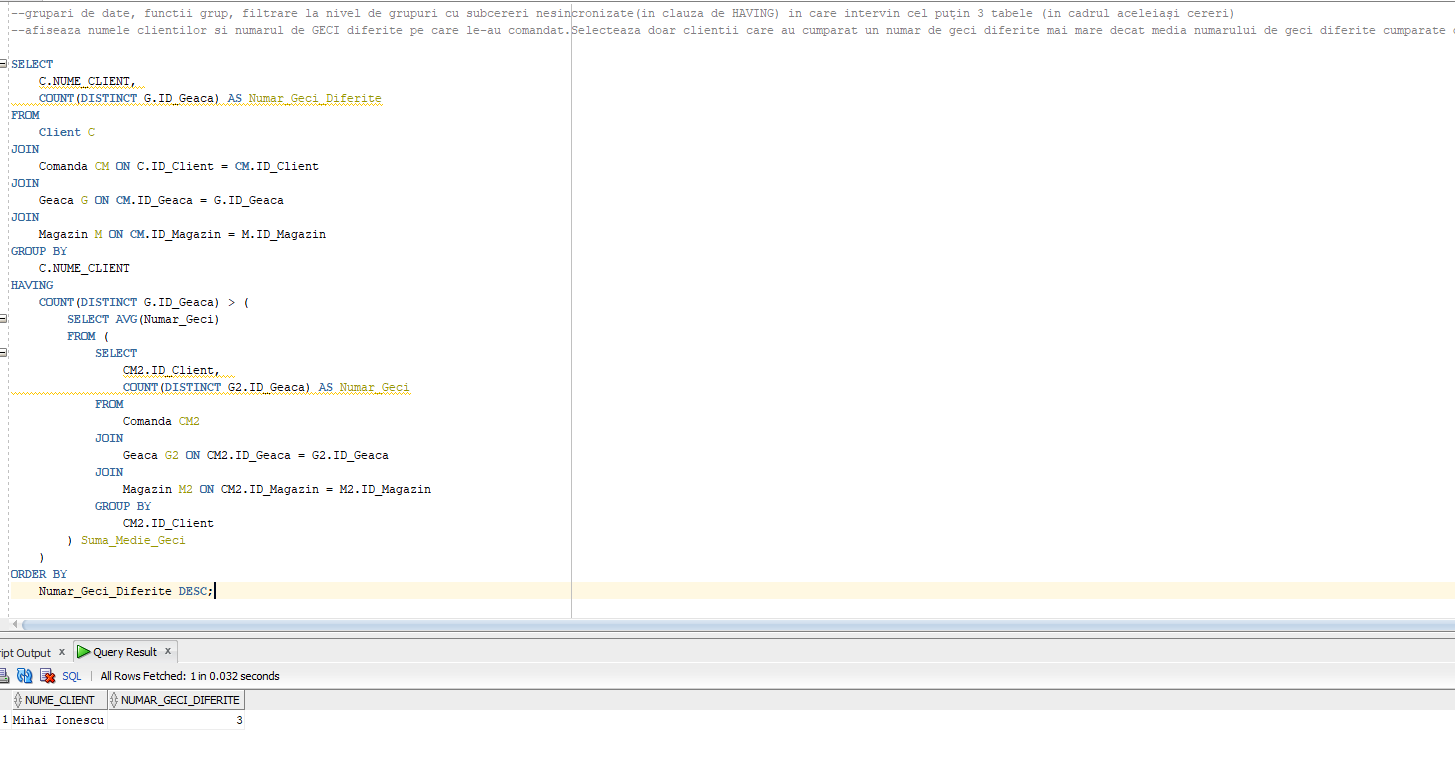 --grupari de date, functii grup, filtrare la nivel de grupuri cu subcereri nesincronizate(in clauza de HAVING) in care intervin cel puțin 3 tabele (in cadrul aceleiași cereri)
--afiseaza numele clientilor si numarul de GECI diferite pe care le-au comandat.Selecteaza doar clientii care au cumparat un numar de geci diferite mai mare decat media numarului de geci diferite cumparate
SELECT
C.NUME_CLIENT,
COUNT(DISTINCT G.ID_Geaca) AS Numar_Geci_Diferite
FROM
Client C
JOIN
Comanda CM ON C.ID_Client = CM.ID_Client
JOIN
Geaca G ON CM.ID_Geaca = G.ID_Geaca
JOIN
Magazin M ON CM.ID_Magazin = M.ID_Magazin
GROUP BY
C.NUME_CLIENT
HAVING
COUNT(DISTINCT G.ID_Geaca) > (
SELECT AVG(Numar_Geci)
FROM (
SELECT
CM2.ID_Client,
COUNT(DISTINCT G2.ID_Geaca) AS Numar_Geci
FROM
Comanda CM2
JOIN
Geaca G2 ON CM2.ID_Geaca = G2.ID_Geaca
JOIN
Magazin M2 ON CM2.ID_Magazin = M2.ID_Magazin
GROUP BY
CM2.ID_Client
) Suma_Medie_Geci
)
ORDER BY
Numar_Geci_Diferite DESC;
ipt Output x Query Result x
SQL | All Rows Fetched: 1 in 0.032 seconds
NUME_CLIENT NUMAR_GECI_DIFERITE
1 Mihai Ionescu 3